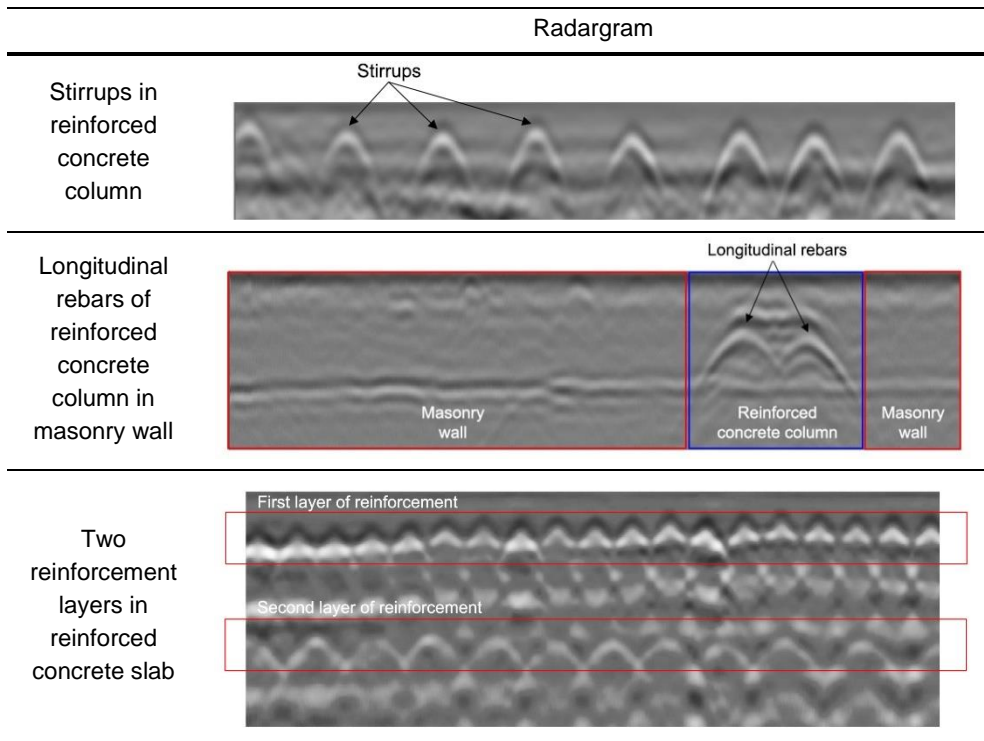 Radargram
Stirrups in
reinforced
concrete
column
Stirrups
Longitudinal
rebars of
reinforced
concrete
column in
masonry wall
Longitudinal rebars
Masonry
wall
Reinforced
concrete column
Masonry
wall
Two
reinforcement
layers in
reinforced
concrete slab
First layer of reinforcement
Second layer of reinforcement